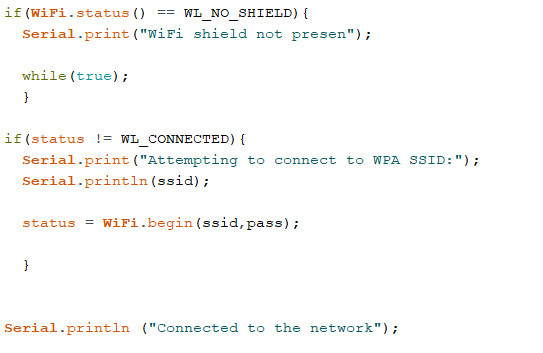 if(WiFi.status() == WL_NO_SHIELD){
Serial.print("WiFi shield not presen");
while(true);
}
if(status != WL_CONNECTED){
Serial.print("Attempting to connect to WPA SSID:");
Serial.println(ssid);
status = WiFi.begin(ssid,pass);
}
Serial.println ("Connected to the network");